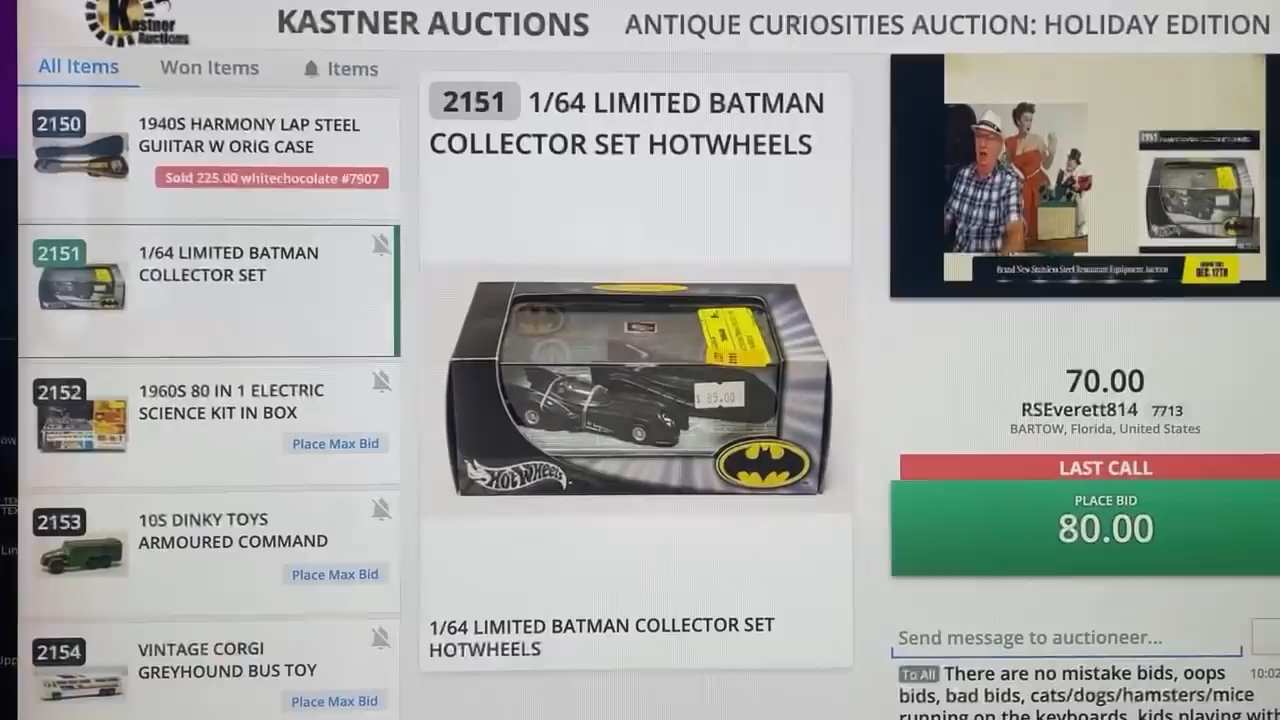 Kastner
Auctions
KASTNER AUCTIONS
ANTIQUE CURIOSITIES AUCTION: HOLIDAY EDITION
All Items
Won Items
Items
2150
1940S HARMONY LAP STEEL
GUIITAR W ORIG CASE
Sold 225.00 whitechocolate #7907
2151
1/64 LIMITED BATMAN
COLLECTOR SET
2152
1960S 80 IN 1 ELECTRIC
SCIENCE KIT IN BOX
Place Max Bid
2153
10S DINKY TOYS
ARMOURED COMMAND
Place Max Bid
2154
VINTAGE CORGI
GREYHOUND BUS TOY
Place Max Bid
2151 1/64 LIMITED BATMAN
COLLECTOR SET HOTWHEELS
$ 85.00
HOT WHEELS
1/64 LIMITED BATMAN COLLECTOR SET
HOTWHEELS
Brand New Stainless Steel Restaurant Equipment Auction
DEC. 12TH
70.00
RSEverett814 7713
BARTOW, Florida, United States
LAST CALL
PLACE BID
80.00
Send message to auctioneer...
To All There are no mistake bids, oops 10:02
bids, bad bids, cats/dogs/hamsters/mice
running on the keyboards, kids playing with